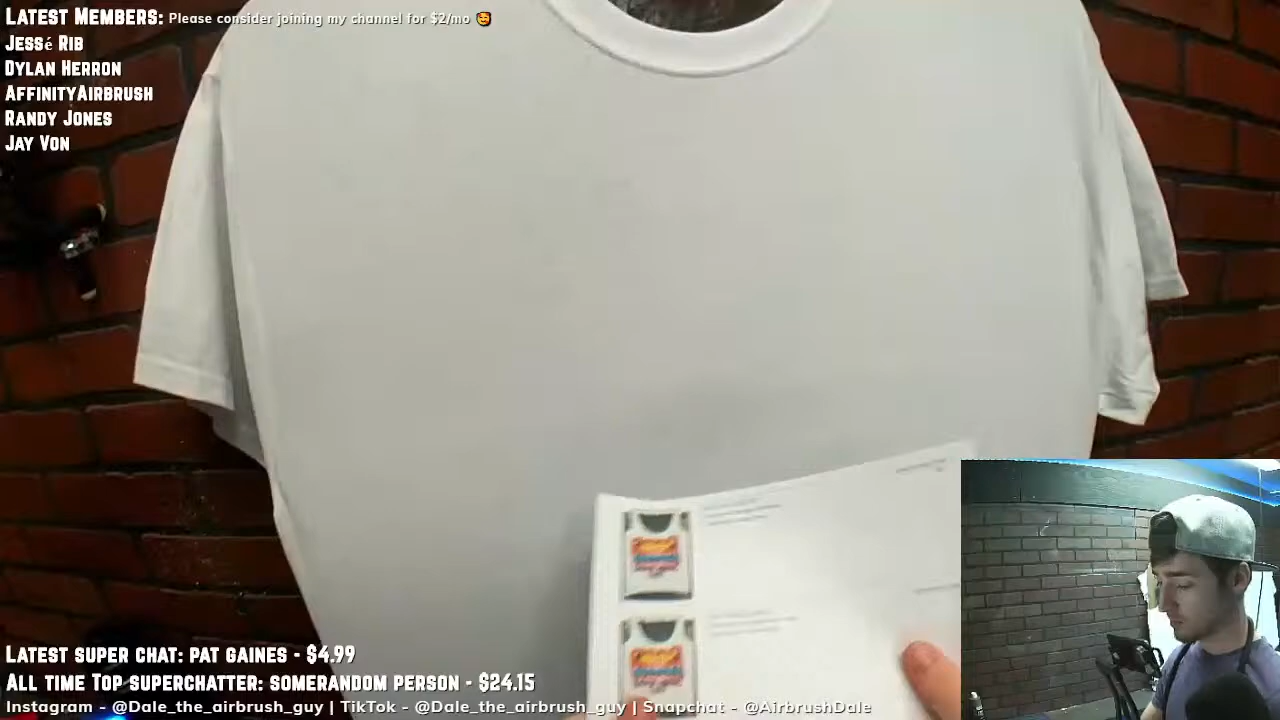 LATEST MEMBERS: Please consider joining my channel for $2/mo 🥰
JESSé RIB
DYLAN HERRON
AFFINITYAIRBRUSH
RANDY JONES
JAY VON
LATEST SUPER CHAT: PAT GAINES - $4.99
ALL TIME TOP SUPERCHATTER: SOMERANDOM PERSON - $24.15
Instagram - @Dale_the_airbrush_guy | TikTok - @Dale_the_airbrush_guy | Snapchat - @AirbrushDale